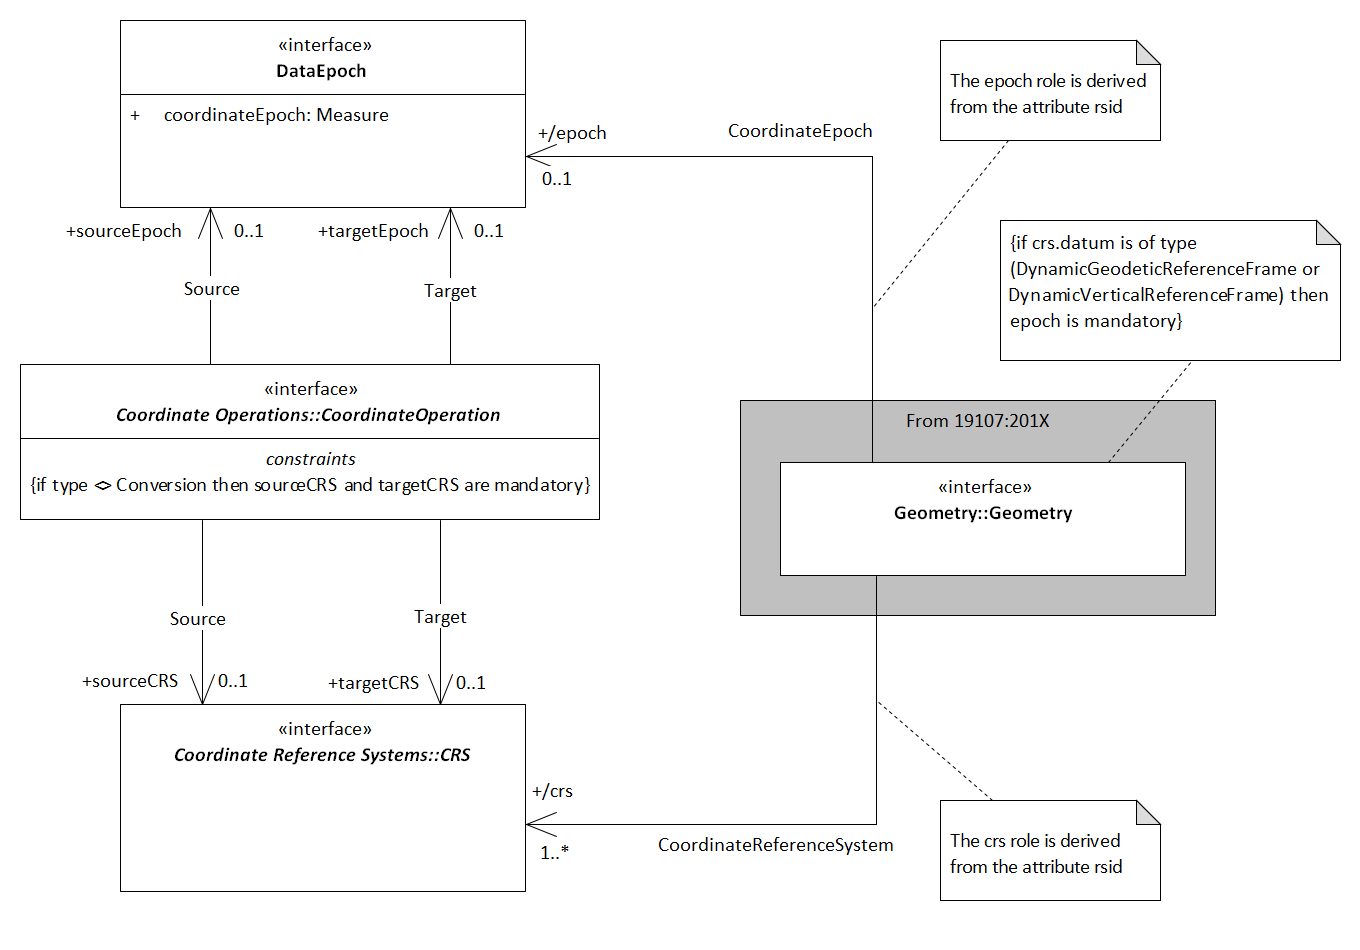 «interface»
DataEpoch
+ coordinateEpoch: Measure
+/epoch
CoordinateEpoch
0..1
The epoch role is derived
from the attribute rsid
+sourceEpoch
0..1
+targetEpoch
0..1
Source
Target
{if crs.datum is of type
(DynamicGeodeticReferenceFrame or
DynamicVerticalReferenceFrame) then
epoch is mandatory}
«interface»
Coordinate Operations::CoordinateOperation
constraints
{if type <> Conversion then sourceCRS and targetCRS are mandatory}
From 19107:201X
«interface»
Geometry::Geometry
Source
Target
+sourceCRS
0..1
+targetCRS
0..1
«interface»
Coordinate Reference Systems::CRS
+/crs
1..*
CoordinateReferenceSystem
The crs role is derived
from the attribute rsid